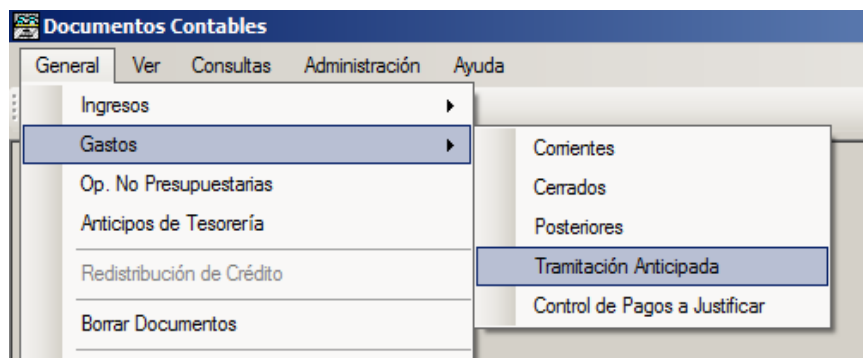 Documentos Contables
General Ver Consultas Administración Ayuda
Ingresos
Gastos
Op. No Presupuestarias
Anticipos de Tesorería
Redistribución de Crédito
Borrar Documentos
Corrientes
Cerrados
Posteriores
Tramitación Anticipada
Control de Pagos a Justificar